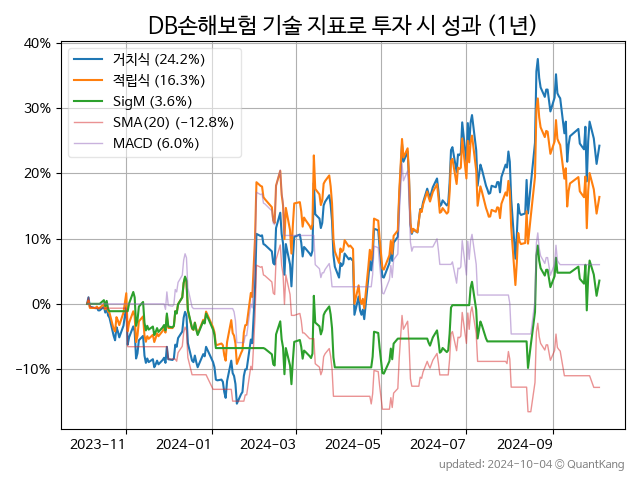 DB손해보험 기술 지표로 투자 시 성과 (1년)
40%
30%
20%
10%
0%
−10%
거치식 (24.2%)
적립식 (16.3%)
SigM (3.6%)
SMA(20) (−12.8%)
MACD (6.0%)
2023-11
2024-01
2024-03
2024-05
2024-07
2024-09
updated: 2024-10-04 © QuantKang